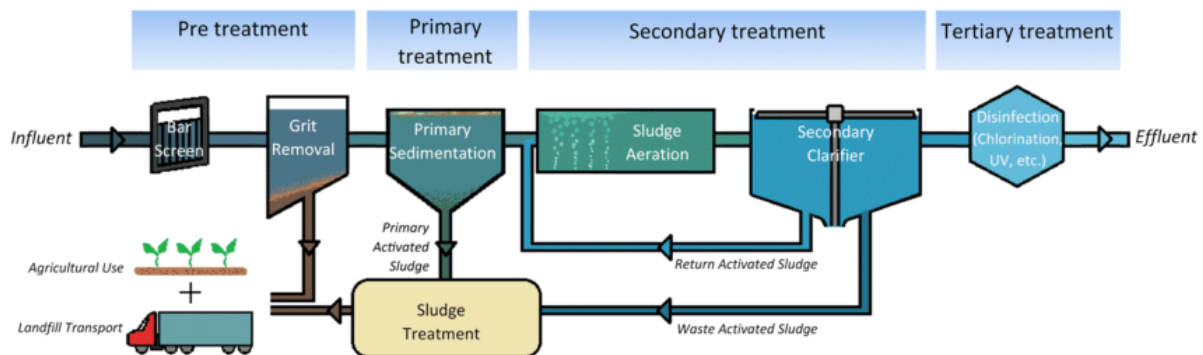 Pre treatment
Primary
treatment
Secondary treatment
Tertiary treatment
Influent
Bar
Screen
Grit
Removal
Primary
Sedimentation
Sludge
Aeration
Secondary
Clarifier
Disinfection
(Chlorination,
UV, etc.)
Effluent
Primary
Activated
Sludge
Return Activated Sludge
Agricultural Use
+
Landfill Transport
Sludge
Treatment
Waste Activated Sludge